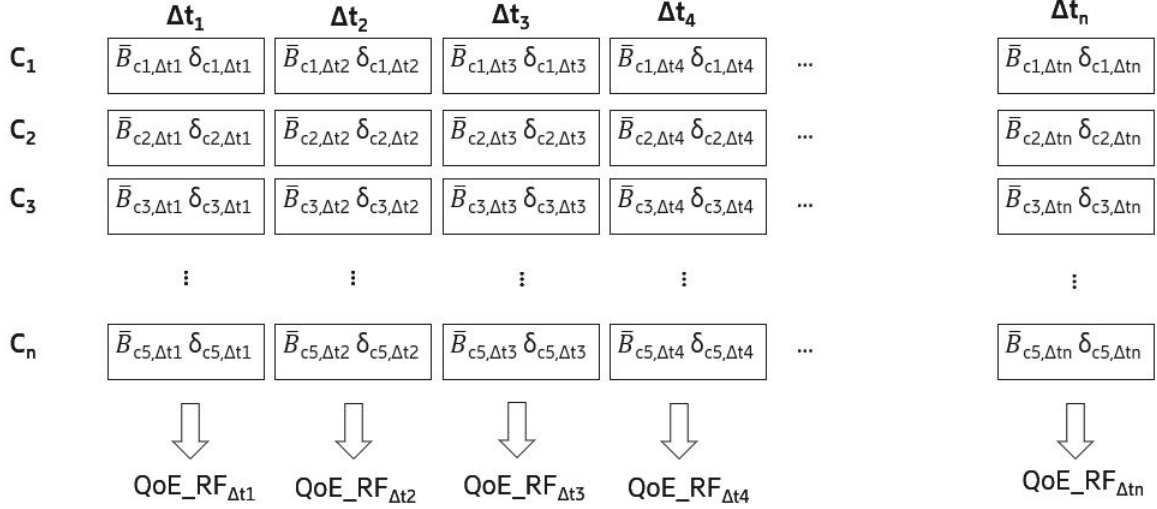 Δt₁ Δt₂ Δt₃ Δt₄ Δtₙ
C₁ B̄c1,Δt1 δc1,Δt1 B̄c1,Δt2 δc1,Δt2 B̄c1,Δt3 δc1,Δt3 B̄c1,Δt4 δc1,Δt4 ... B̄c1,Δtn δc1,Δtn
C₂ B̄c2,Δt1 δc2,Δt1 B̄c2,Δt2 δc2,Δt2 B̄c2,Δt3 δc2,Δt3 B̄c2,Δt4 δc2,Δt4 ... B̄c2,Δtn δc2,Δtn
C₃ B̄c3,Δt1 δc3,Δt1 B̄c3,Δt2 δc3,Δt2 B̄c3,Δt3 δc3,Δt3 B̄c3,Δt4 δc3,Δt4 ... B̄c3,Δtn δc3,Δtn
⋮ ⋮ ⋮ ⋮ ⋮
Cₙ B̄c5,Δt1 δc5,Δt1 B̄c5,Δt2 δc5,Δt2 B̄c5,Δt3 δc5,Δt3 B̄c5,Δt4 δc5,Δt4 ... B̄c5,Δtn δc5,Δtn
QoE_RFΔt1 QoE_RFΔt2 QoE_RFΔt3 QoE_RFΔt4 QoE_RFΔtn